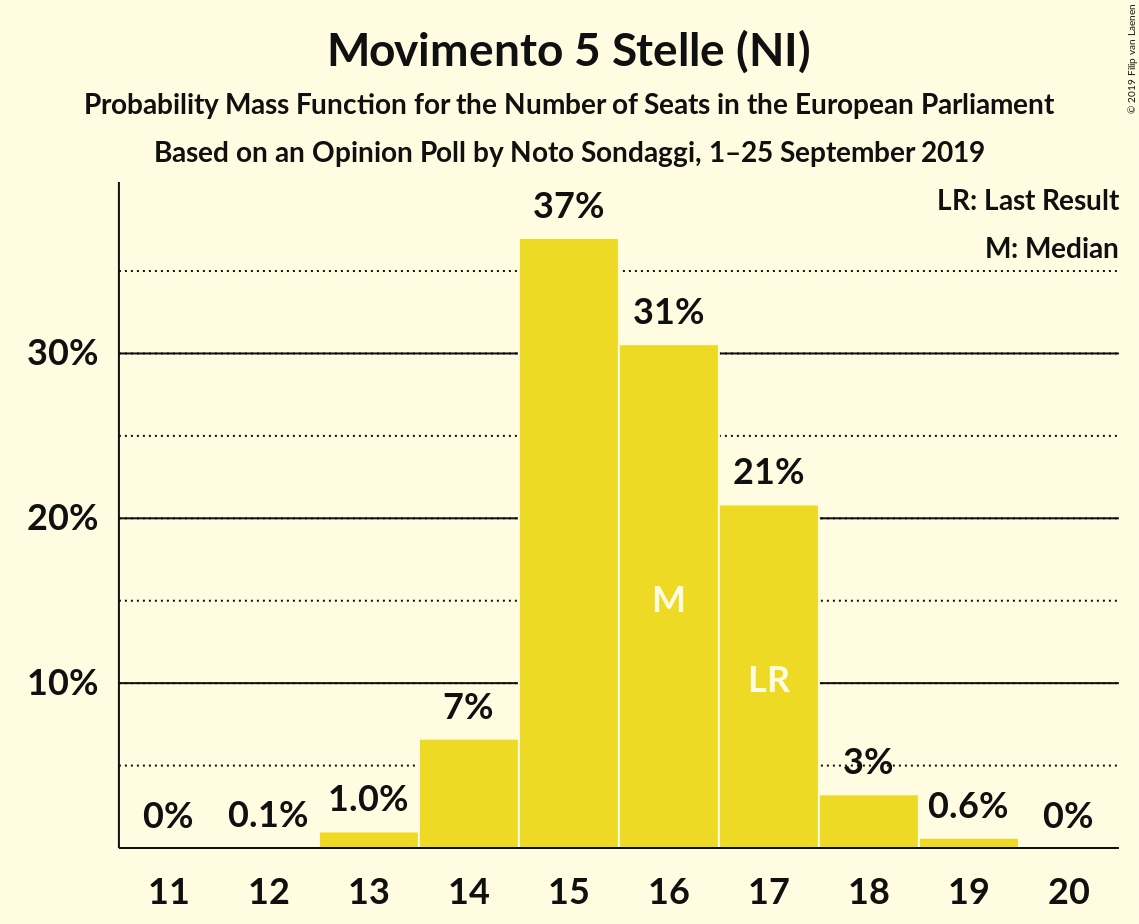 Movimento 5 Stelle (NI)
Probability Mass Function for the Number of Seats in the European Parliament
Based on an Opinion Poll by Noto Sondaggi, 1–25 September 2019
© 2019 Filip van Laenen
LR: Last Result
M: Median
37%
31%
30%
21%
20%
M
LR
10%
7%
3%
1.0%
0.6%
0%
0.1%
0%
11 12 13 14 15 16 17 18 19 20